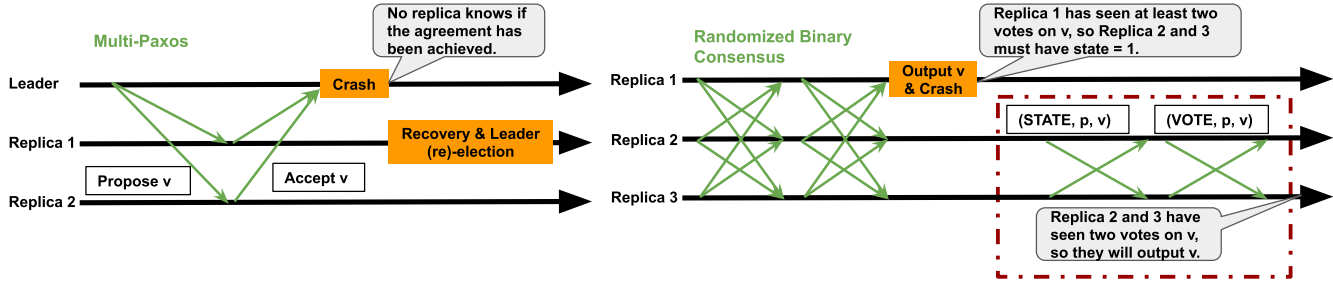 Multi-Paxos
No replica knows if
the agreement has
been achieved.
Leader
Crash
Replica 1
Recovery & Leader
(re)-election
Propose v
Accept v
Replica 2
Randomized Binary
Consensus
Replica 1 has seen at least two
votes on v, so Replica 2 and 3
must have state = 1.
Replica 1
Output v
& Crash
(STATE, p, v)
(VOTE, p, v)
Replica 2
Replica 3
Replica 2 and 3 have
seen two votes on v,
so they will output v.